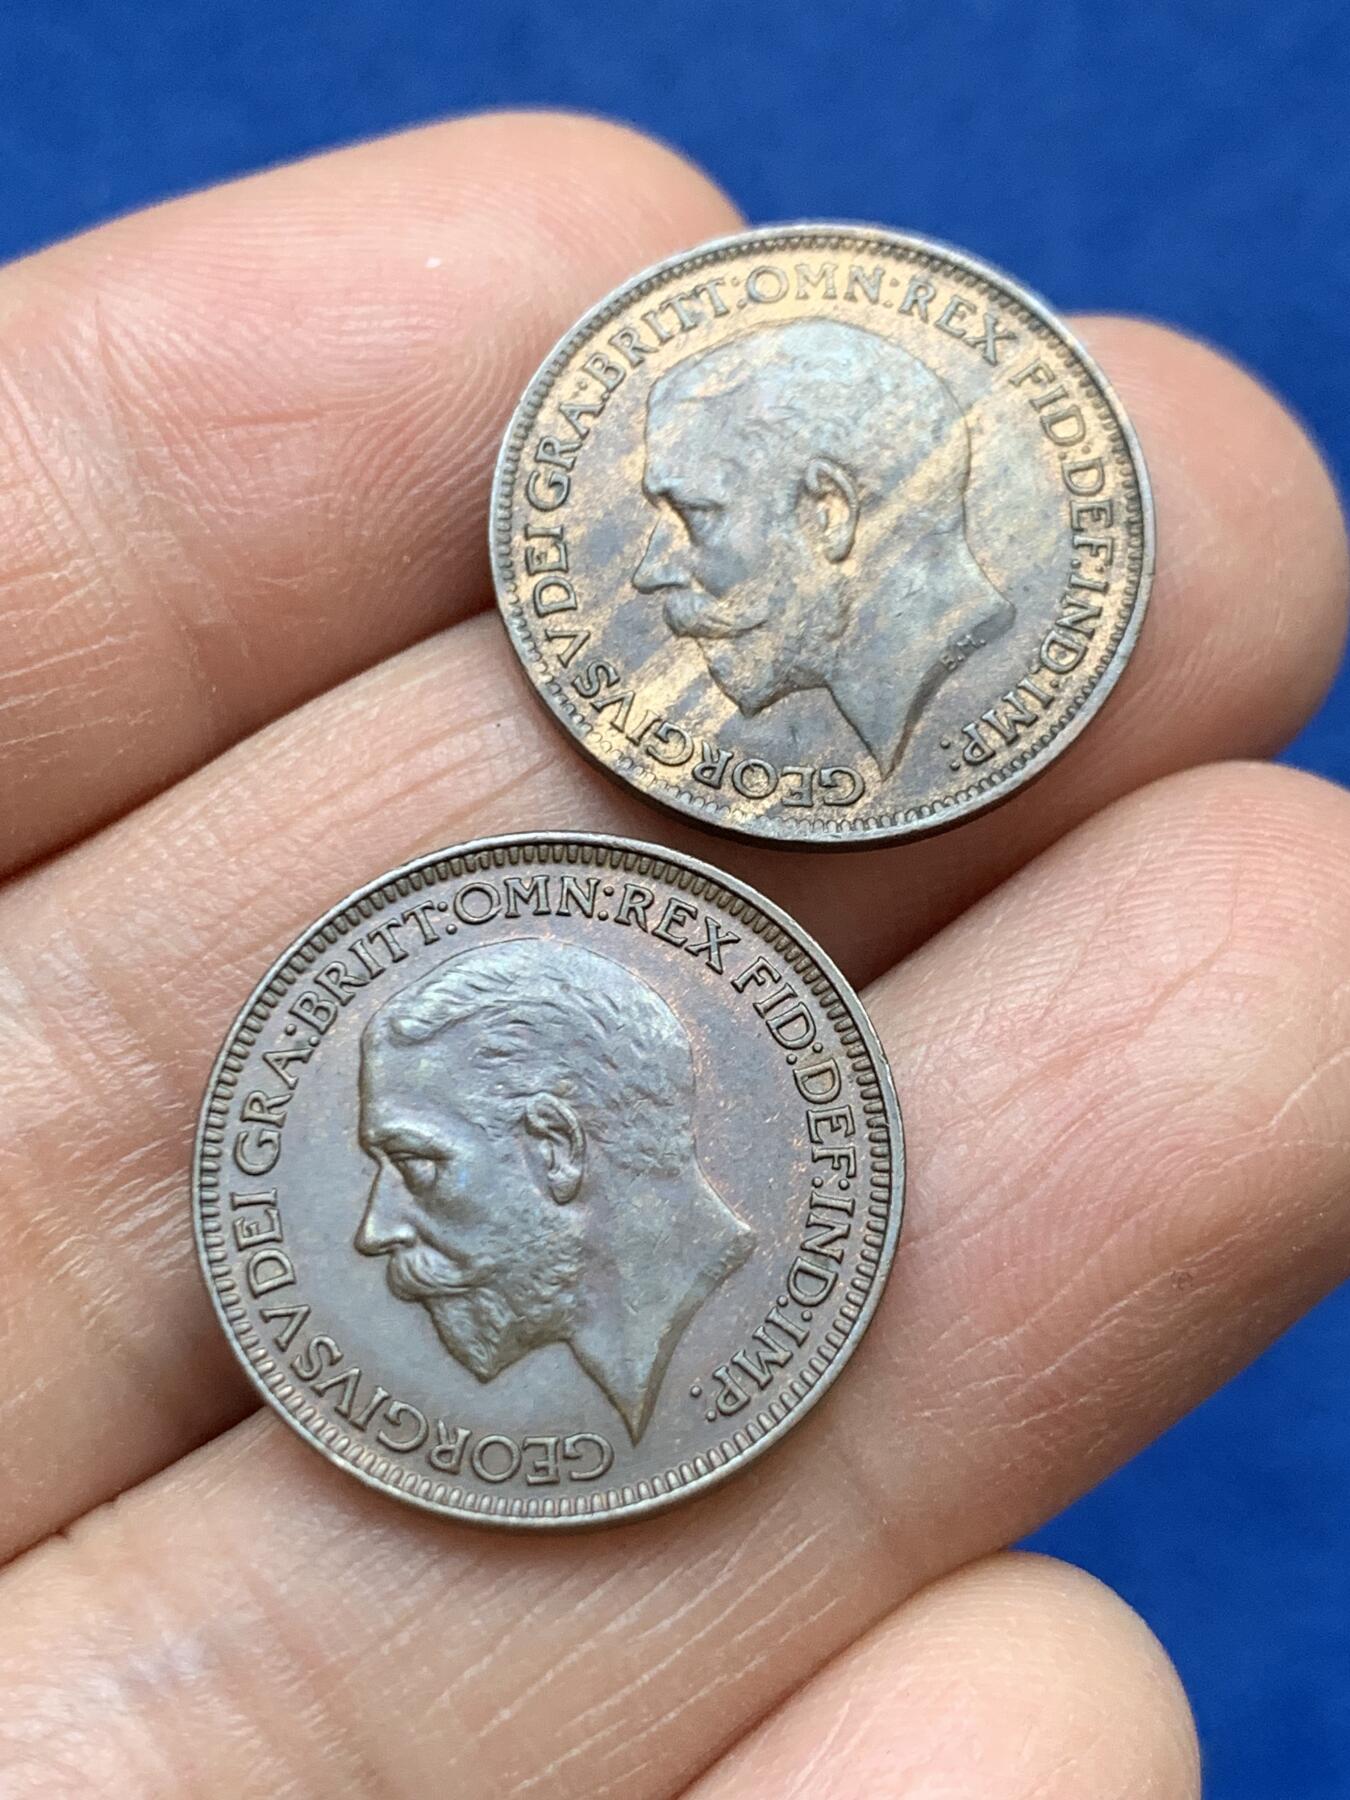 GEORGIVS V DEI GRA:BRITT:OMN:REX FID:DEF:IND:IMP:
B.M.
GEORGIVS V DEI GRA:BRITT:OMN:REX FID:DEF:IND:IMP: